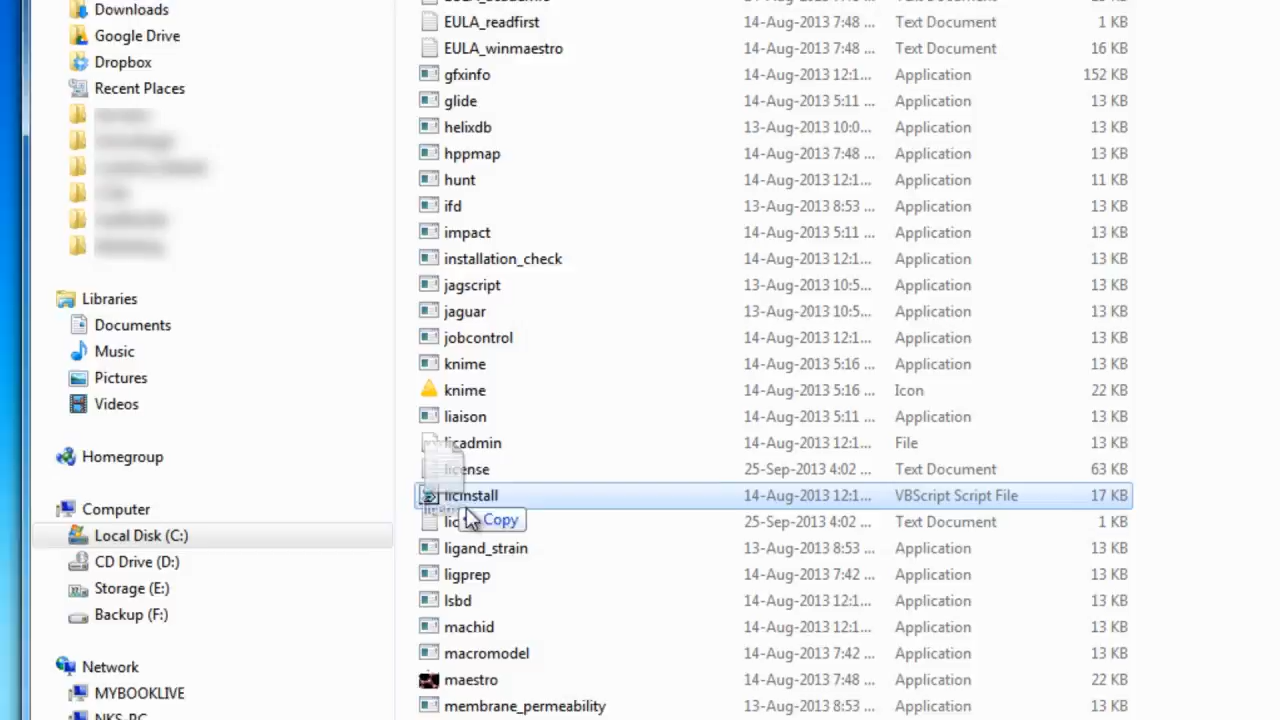 Downloads
Google Drive
Dropbox
Recent Places
Libraries
Documents
Music
Pictures
Videos
Homegroup
Computer
Local Disk (C:)
CD Drive (D:)
Storage (E:)
Backup (F:)
Network
MYBOOKLIVE
NKS-PC
14-Aug-2013 7:48 ... Text Document
EULA_readfirst 14-Aug-2013 7:48 ... Text Document 1 KB
EULA_winmaestro 14-Aug-2013 7:48 ... Text Document 16 KB
gfxinfo 14-Aug-2013 12:1... Application 152 KB
glide 14-Aug-2013 5:11 ... Application 13 KB
helixdb 13-Aug-2013 10:0... Application 13 KB
hppmap 14-Aug-2013 7:48 ... Application 13 KB
hunt 14-Aug-2013 12:1... Application 11 KB
ifd 13-Aug-2013 8:53 ... Application 13 KB
impact 14-Aug-2013 5:11 ... Application 13 KB
installation_check 14-Aug-2013 12:1... Application 13 KB
jagscript 13-Aug-2013 10:5... Application 13 KB
jaguar 13-Aug-2013 10:5... Application 13 KB
jobcontrol 14-Aug-2013 12:1... Application 13 KB
knime 14-Aug-2013 5:16 ... Application 13 KB
knime 14-Aug-2013 5:16 ... Icon 22 KB
liaison 14-Aug-2013 5:11 ... Application 13 KB
licadmin 14-Aug-2013 12:1... File 13 KB
license 25-Sep-2013 4:02 ... Text Document 63 KB
licinstall 14-Aug-2013 12:1... VBScript Script File 17 KB
Copy 25-Sep-2013 4:02 ... Text Document 1 KB
ligand_strain 13-Aug-2013 8:53 ... Application 13 KB
ligprep 14-Aug-2013 7:42 ... Application 13 KB
lsbd 14-Aug-2013 12:1... Application 13 KB
machid 14-Aug-2013 12:1... Application 13 KB
macromodel 14-Aug-2013 7:42 ... Application 13 KB
maestro 14-Aug-2013 7:48 ... Application 22 KB
membrane_permeability 13-Aug-2013 8:53 ... Application 13 KB